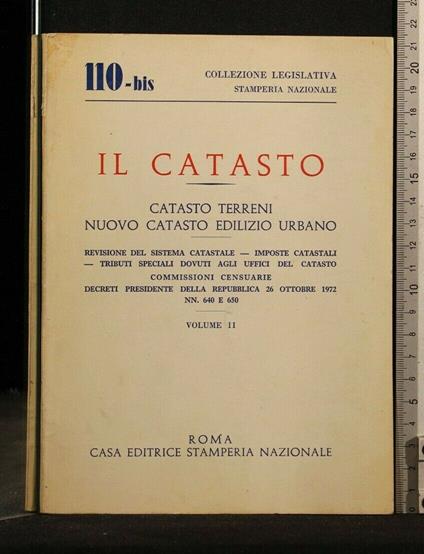 110-bis
COLLEZIONE LEGISLATIVA
STAMPERIA NAZIONALE
IL CATASTO
CATASTO TERRENI
NUOVO CATASTO EDILIZIO URBANO
REVISIONE DEL SISTEMA CATASTALE — IMPOSTE CATASTALI
— TRIBUTI SPECIALI DOVUTI AGLI UFFICI DEL CATASTO
COMMISSIONI CENSUARIE
DECRETI PRESIDENTE DELLA REPUBBLICA 26 OTTOBRE 1972
NN. 640 E 650
VOLUME II
ROMA
CASA EDITRICE STAMPERIA NAZIONALE